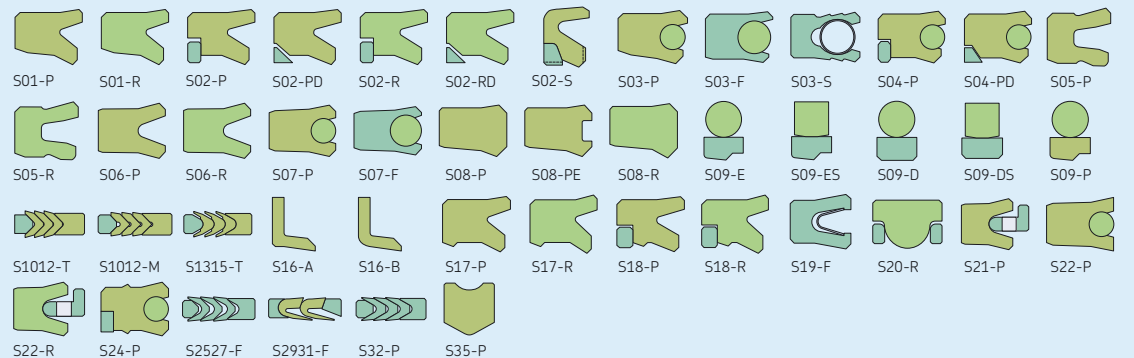 S01-P S01-R S02-P S02-PD S02-R S02-RD S02-S S03-P S03-F S03-S S04-P S04-PD S05-P
S05-R S06-P S06-R S07-P S07-F S08-P S08-PE S08-R S09-E S09-ES S09-D S09-DS S09-P
S1012-T S1012-M S1315-T S16-A S16-B S17-P S17-R S18-P S18-R S19-F S20-R S21-P S22-P
S22-R S24-P S2527-F S2931-F S32-P S35-P